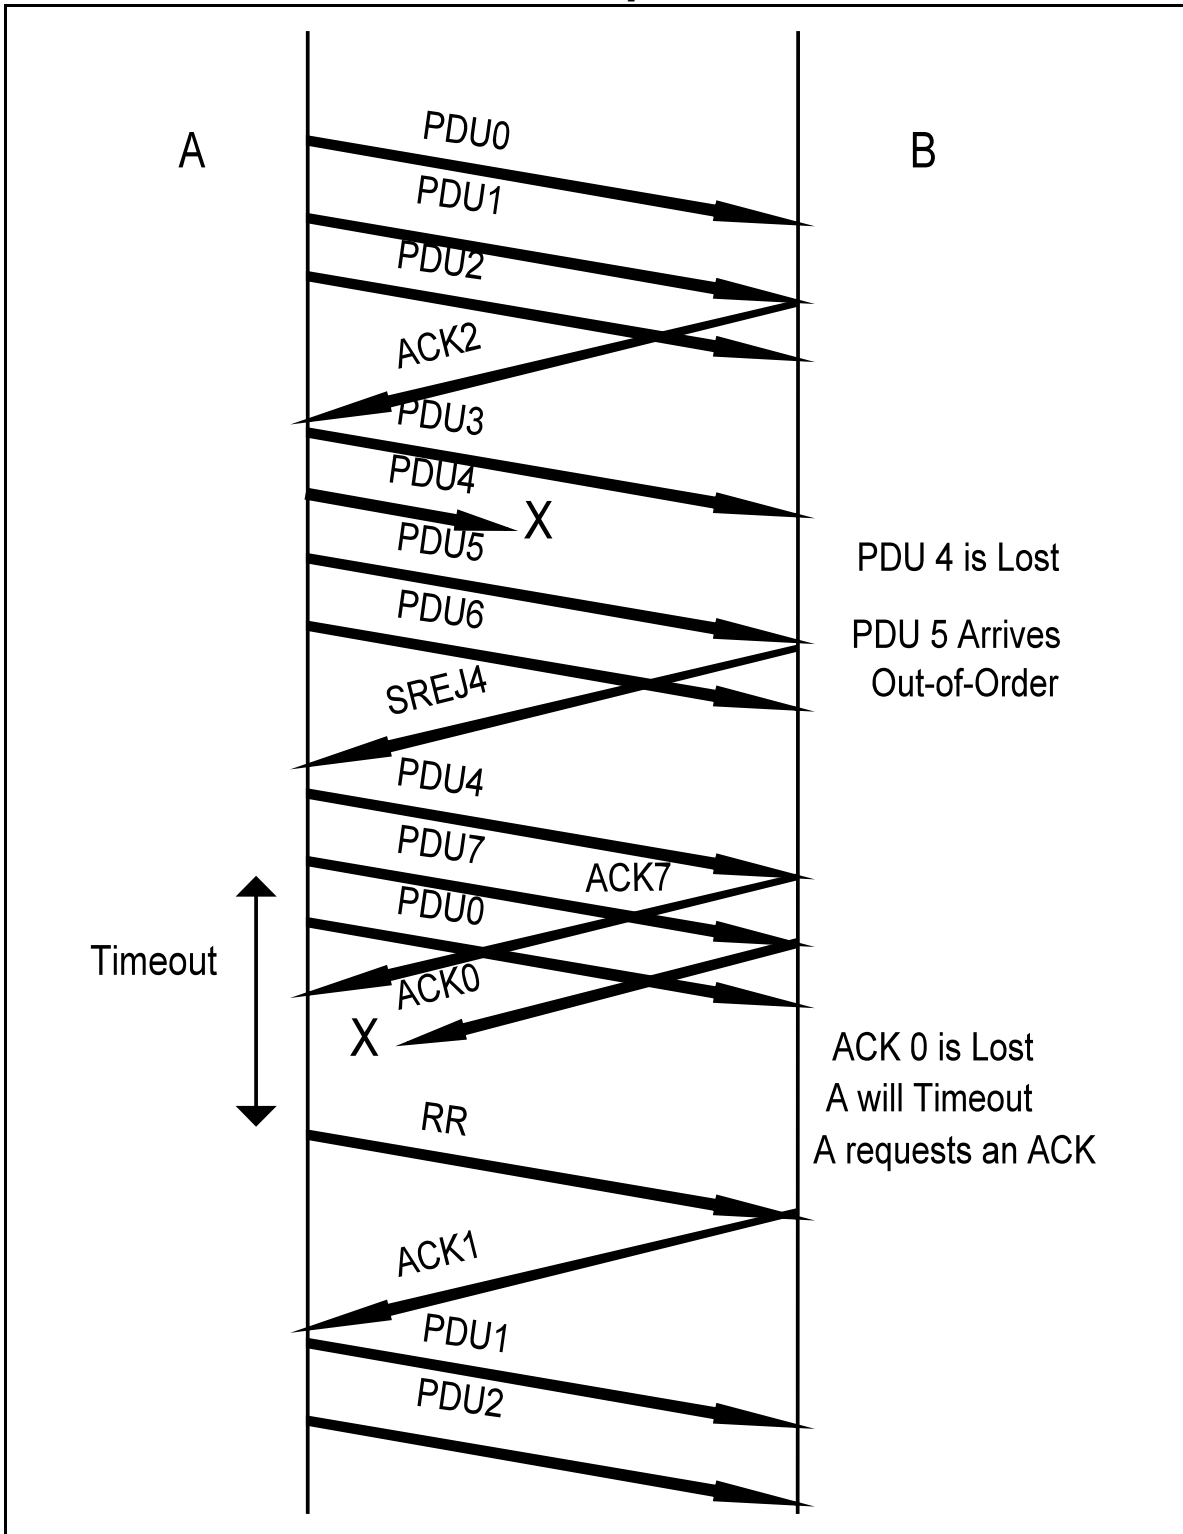 A
B
PDU0
PDU1
PDU2
ACK2
PDU3
PDU4
X
PDU5
PDU 4 is Lost
PDU6
PDU 5 Arrives
Out-of-Order
SREJ4
PDU4
PDU7
ACK7
PDU0
Timeout
ACK0
X
ACK 0 is Lost
A will Timeout
RR
A requests an ACK
ACK1
PDU1
PDU2